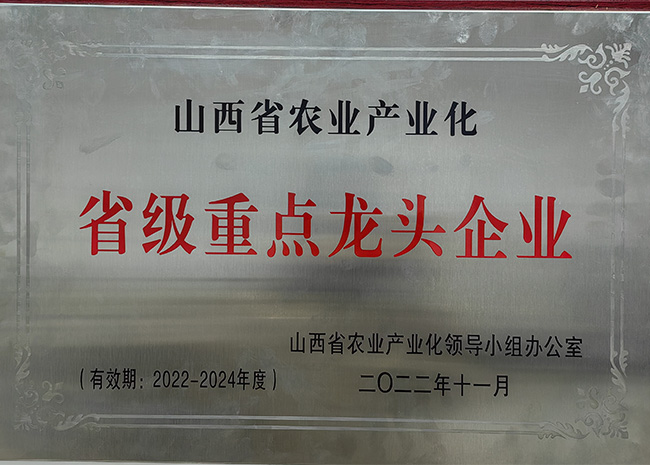 山西省农业产业化
省级重点龙头企业
山西省农业产业化领导小组办公室
(有效期：2022-2024年度)
二〇二二年十一月